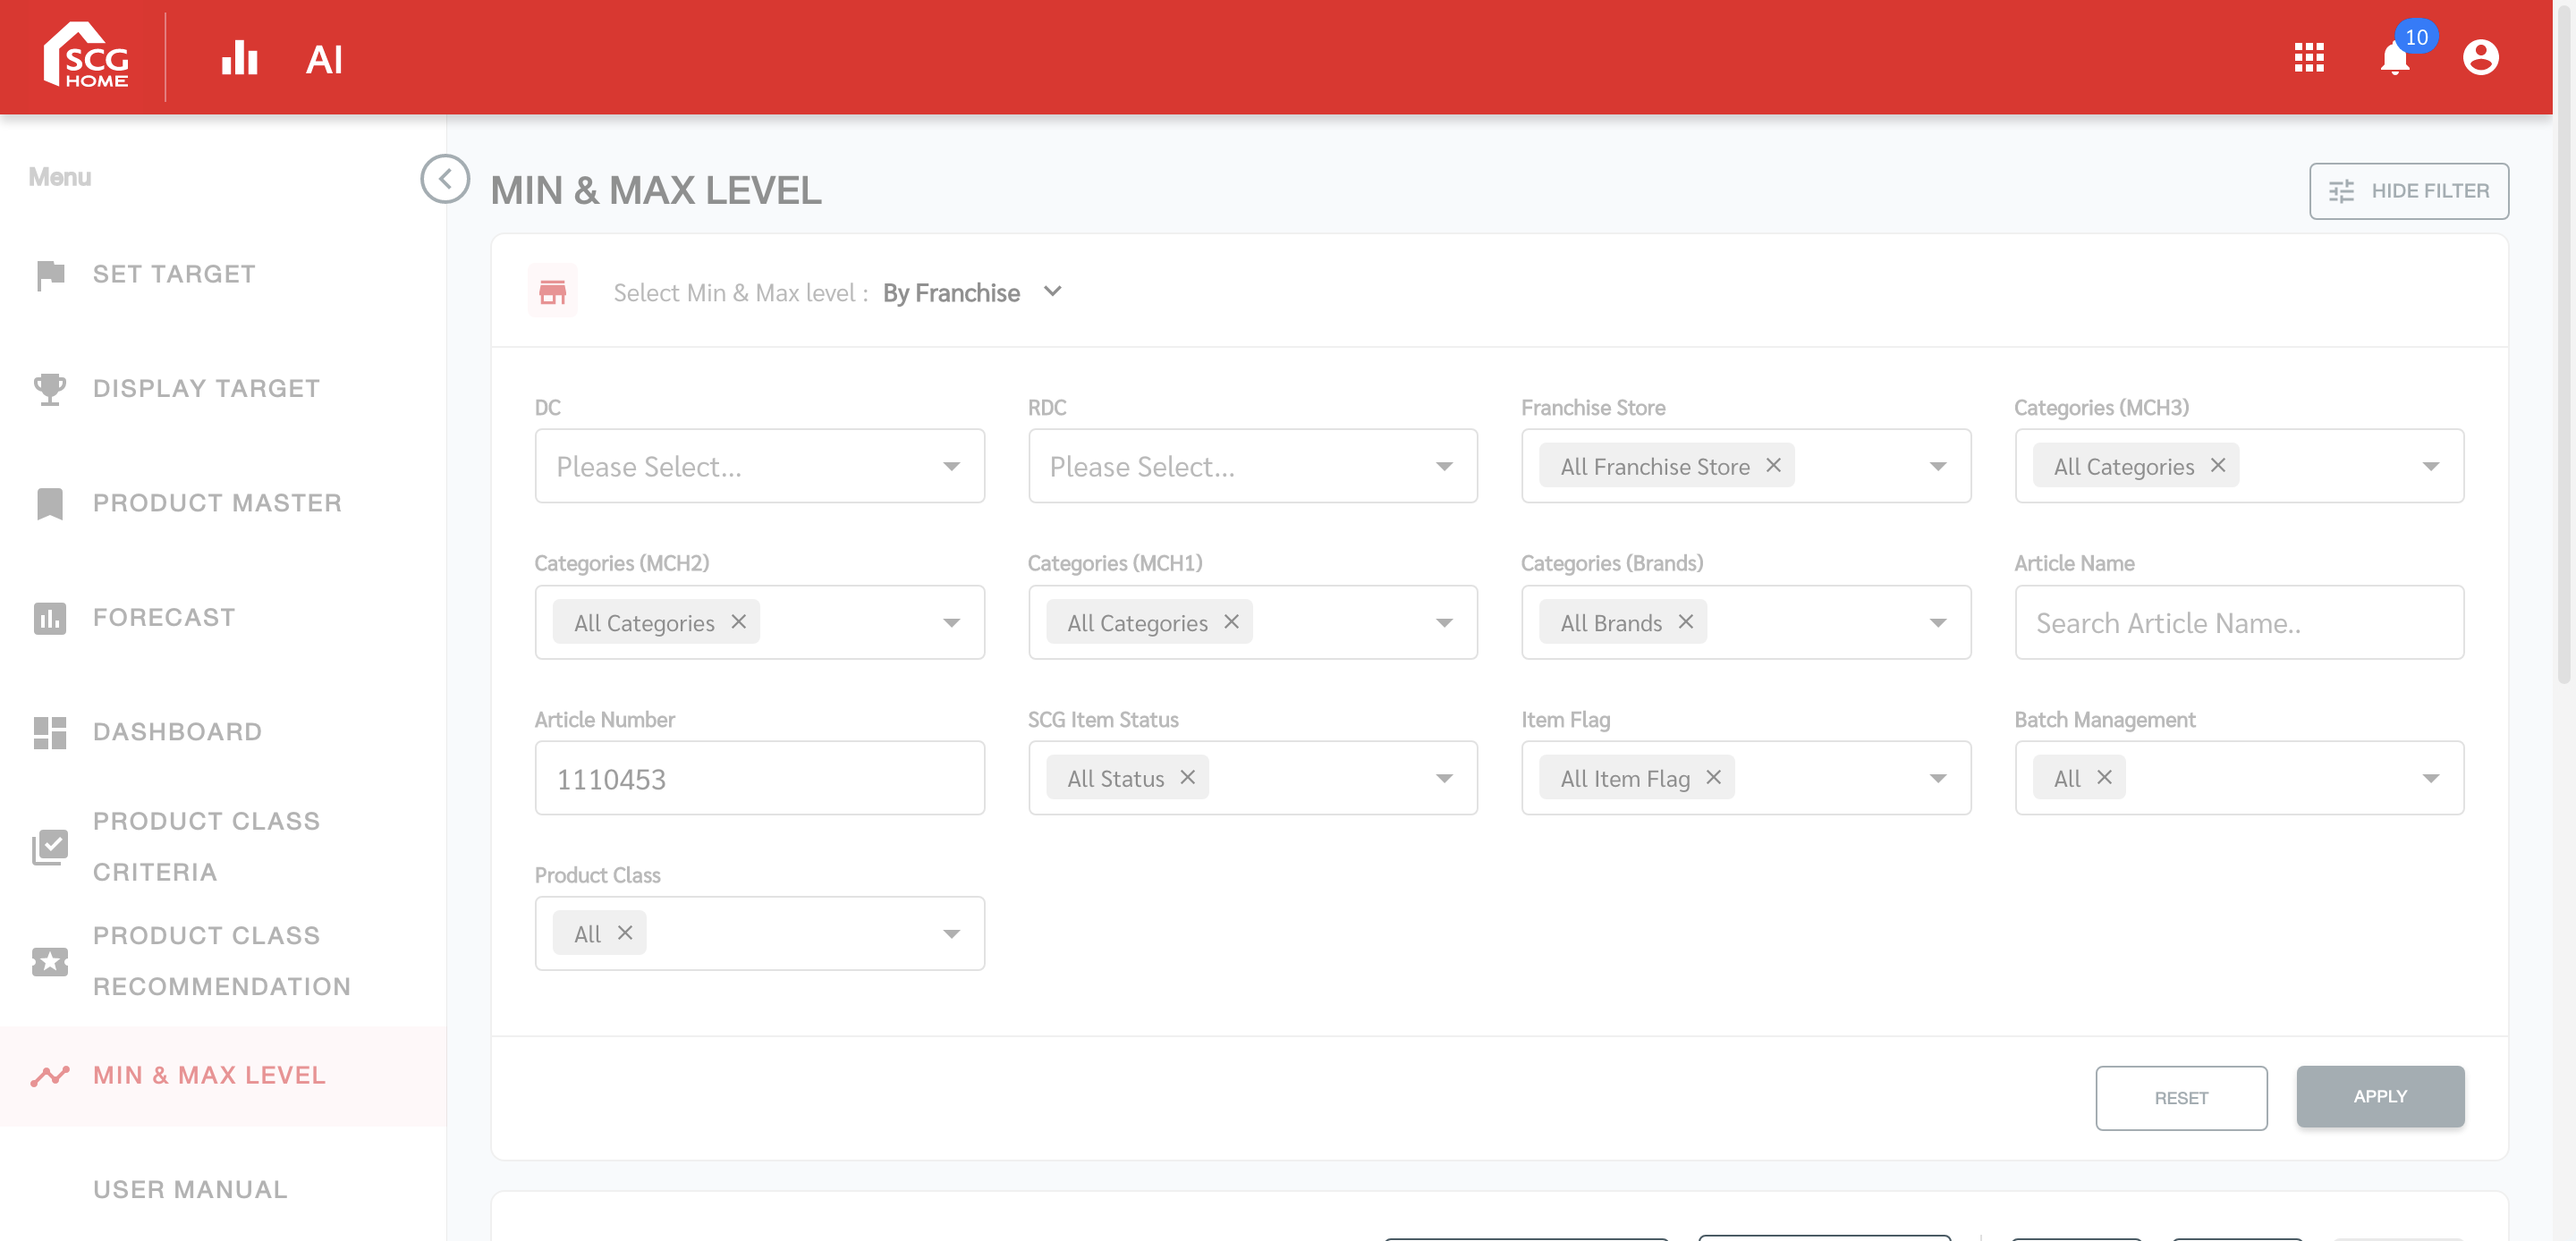 SCG
HOME
AI
10
Menu
MIN & MAX LEVEL
HIDE FILTER
SET TARGET
DISPLAY TARGET
PRODUCT MASTER
FORECAST
DASHBOARD
PRODUCT CLASS
CRITERIA
PRODUCT CLASS
RECOMMENDATION
MIN & MAX LEVEL
USER MANUAL
Select Min & Max level : By Franchise
DC
RDC
Franchise Store
Categories (MCH3)
Please Select...
Please Select...
All Franchise Store
All Categories
Categories (MCH2)
Categories (MCH1)
Categories (Brands)
Article Name
All Categories
All Categories
All Brands
Search Article Name..
Article Number
SCG Item Status
Item Flag
Batch Management
1110453
All Status
All Item Flag
All
Product Class
All
RESET
APPLY